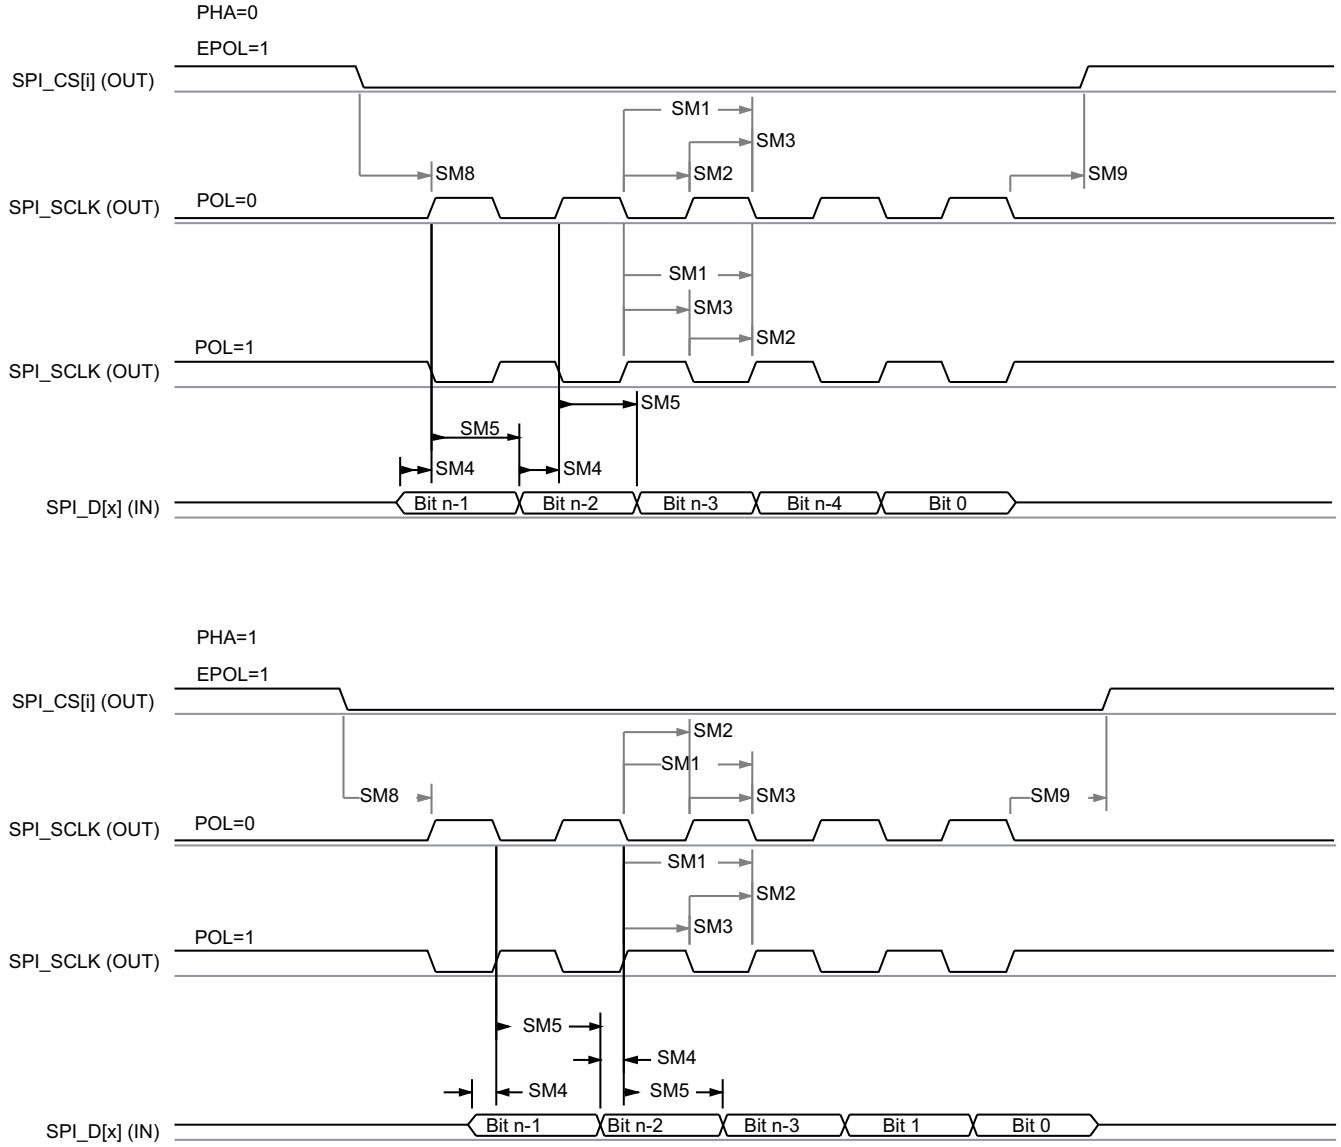 PHA=0
EPOL=1
SPI_CS[i] (OUT)
SM1
SM3
SM8
SM2
SM9
SPI_SCLK (OUT)
POL=0
SM1
SM3
SM2
POL=1
SPI_SCLK (OUT)
SM5
SM5
SM4
SM4
SPI_D[x] (IN)
Bit n-1
Bit n-2
Bit n-3
Bit n-4
Bit 0
PHA=1
EPOL=1
SPI_CS[i] (OUT)
SM2
SM1
SM8
SM3
SM9
SPI_SCLK (OUT)
POL=0
SM1
SM2
SM3
POL=1
SPI_SCLK (OUT)
SM5
SM4
SM4
SM5
SPI_D[x] (IN)
Bit n-1
Bit n-2
Bit n-3
Bit 1
Bit 0